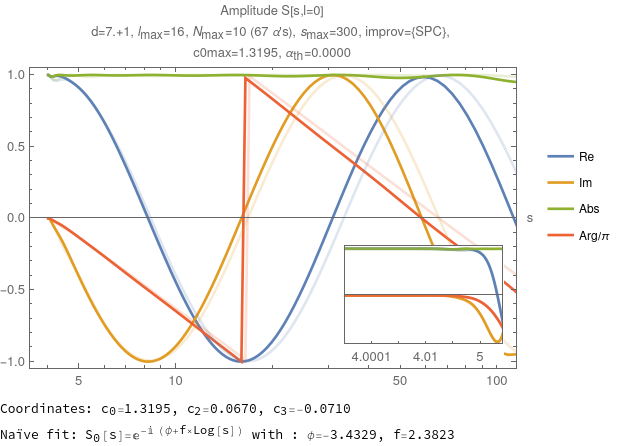 Amplitude S[s,l=0]
d=7.+1, lmax=16, Nmax=10 (67 α's), smax=300, improv={SPC},
c0max=1.3195, αth=0.0000
1.0
0.5
0.0
-0.5
-1.0
s
Re
Im
Abs
Arg/π
4.0001 4.01 5
5 10 50 100
Coordinates: c0=1.3195, c2=0.0670, c3=-0.0710
Naïve fit: S0[s]=e^-i (ϕ+f×Log[s]) with : ϕ=-3.4329, f=2.3823